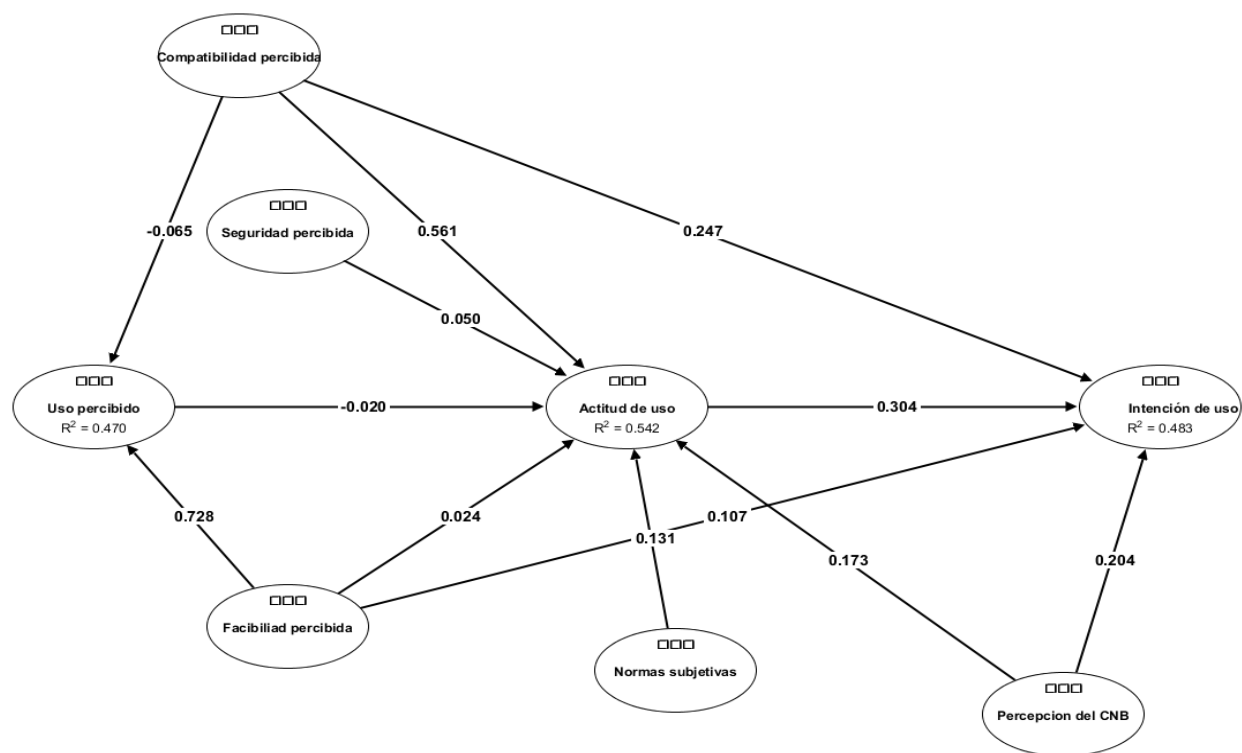 Compatibilidad percibida
-0.065
Seguridad percibida
0.561
0.247
0.050
Uso percibido
R² = 0.470
-0.020
Actitud de uso
R² = 0.542
0.304
Intención de uso
R² = 0.483
0.728
0.024
0.107
0.131
0.173
0.204
Facibiliad percibida
Normas subjetivas
Percepcion del CNB